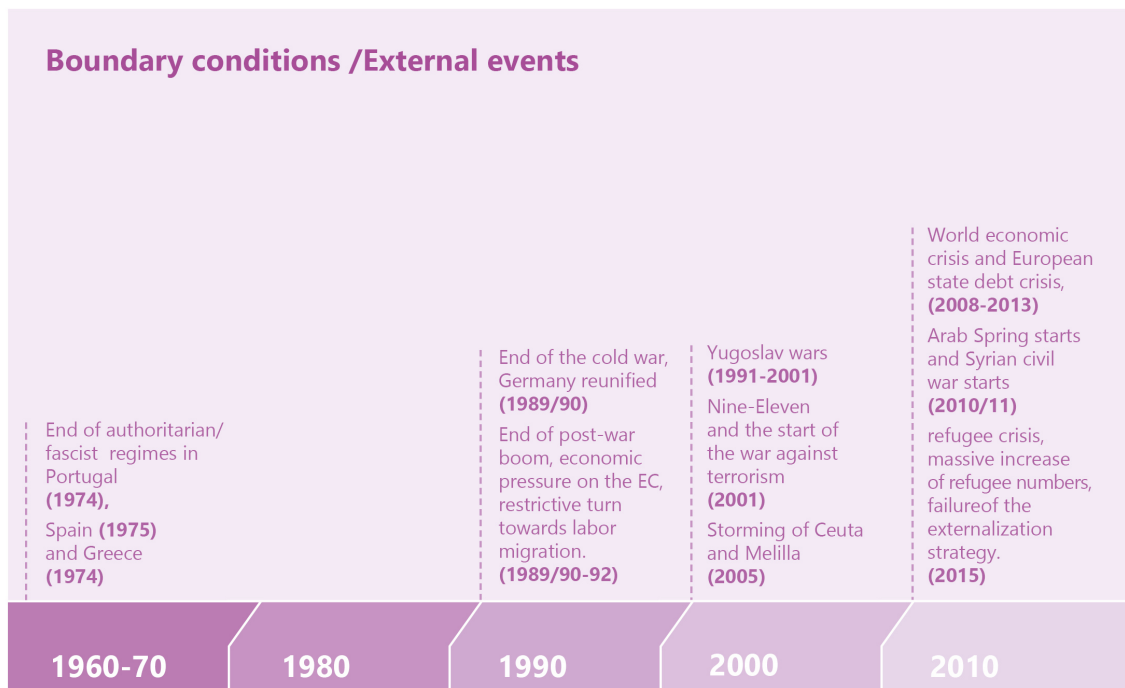 Boundary conditions /External events
End of authoritarian/
fascist regimes in
Portugal
(1974),
Spain (1975)
and Greece
(1974)
End of the cold war,
Germany reunified
(1989/90)
End of post-war
boom, economic
pressure on the EC,
restrictive turn
towards labor
migration.
(1989/90-92)
Yugoslav wars
(1991-2001)
Nine-Eleven
and the start of
the war against
terrorism
(2001)
Storming of Ceuta
and Melilla
(2005)
World economic
crisis and European
state debt crisis,
(2008-2013)
Arab Spring starts
and Syrian civil
war starts
(2010/11)
refugee crisis,
massive increase
of refugee numbers,
failureof the
externalization
strategy.
(2015)
1960-70
1980
1990
2000
2010